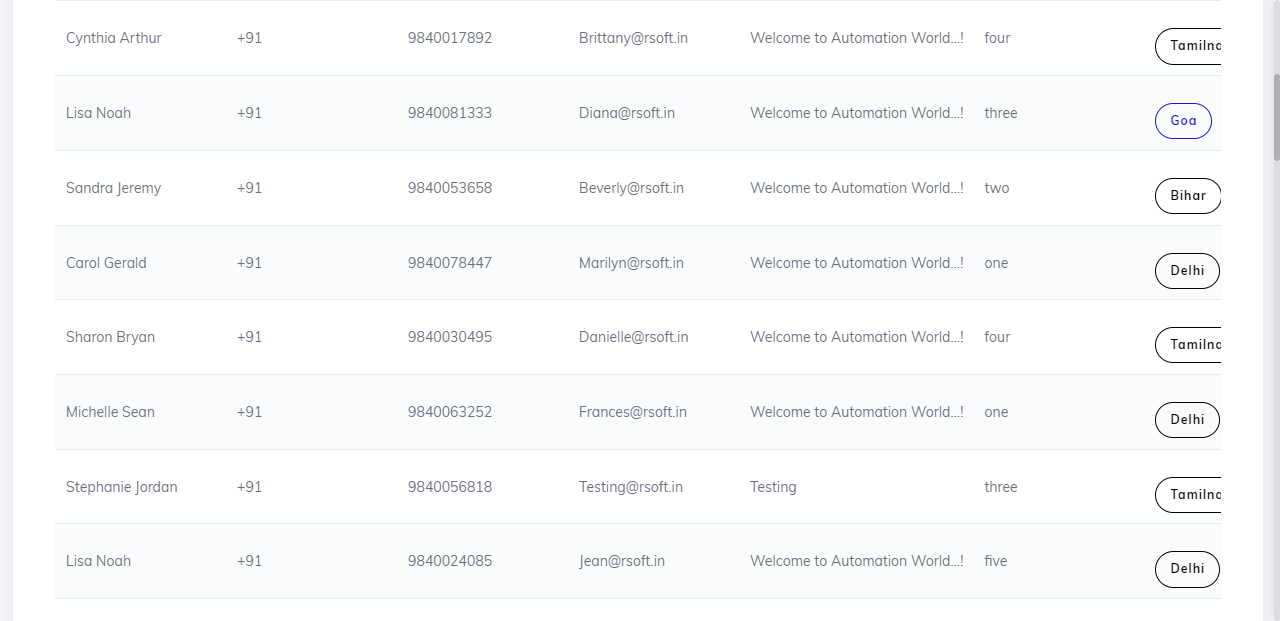 Cynthia Arthur +91 9840017892 Brittany@rsoft.in Welcome to Automation World...! four Tamilna
Lisa Noah +91 9840081333 Diana@rsoft.in Welcome to Automation World...! three Goa
Sandra Jeremy +91 9840053658 Beverly@rsoft.in Welcome to Automation World...! two Bihar
Carol Gerald +91 9840078447 Marilyn@rsoft.in Welcome to Automation World...! one Delhi
Sharon Bryan +91 9840030495 Danielle@rsoft.in Welcome to Automation World...! four Tamilna
Michelle Sean +91 9840063252 Frances@rsoft.in Welcome to Automation World...! one Delhi
Stephanie Jordan +91 9840056818 Testing@rsoft.in Testing three Tamilna
Lisa Noah +91 9840024085 Jean@rsoft.in Welcome to Automation World...! five Delhi